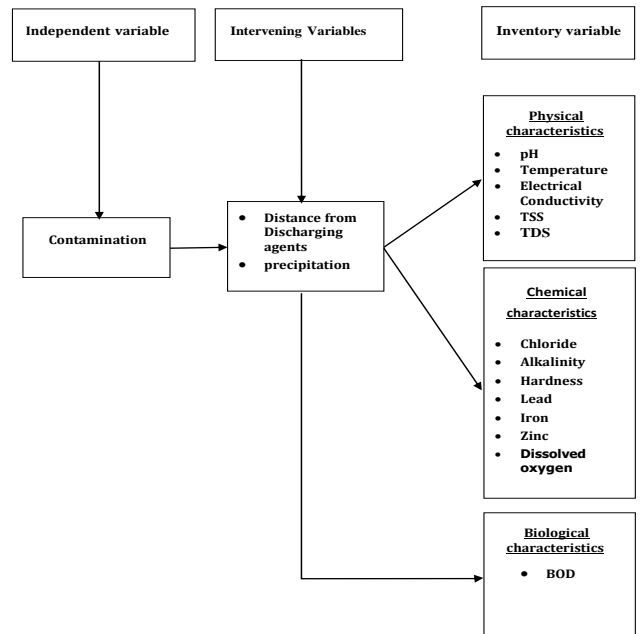 Independent variable
Intervening Variables
Inventory variable
Contamination
• Distance from
Discharging
agents
• precipitation
Physical
characteristics
• pH
• Temperature
• Electrical
Conductivity
• TSS
• TDS
Chemical
characteristics
• Chloride
• Alkalinity
• Hardness
• Lead
• Iron
• Zinc
• Dissolved
oxygen
Biological
characteristics
• BOD